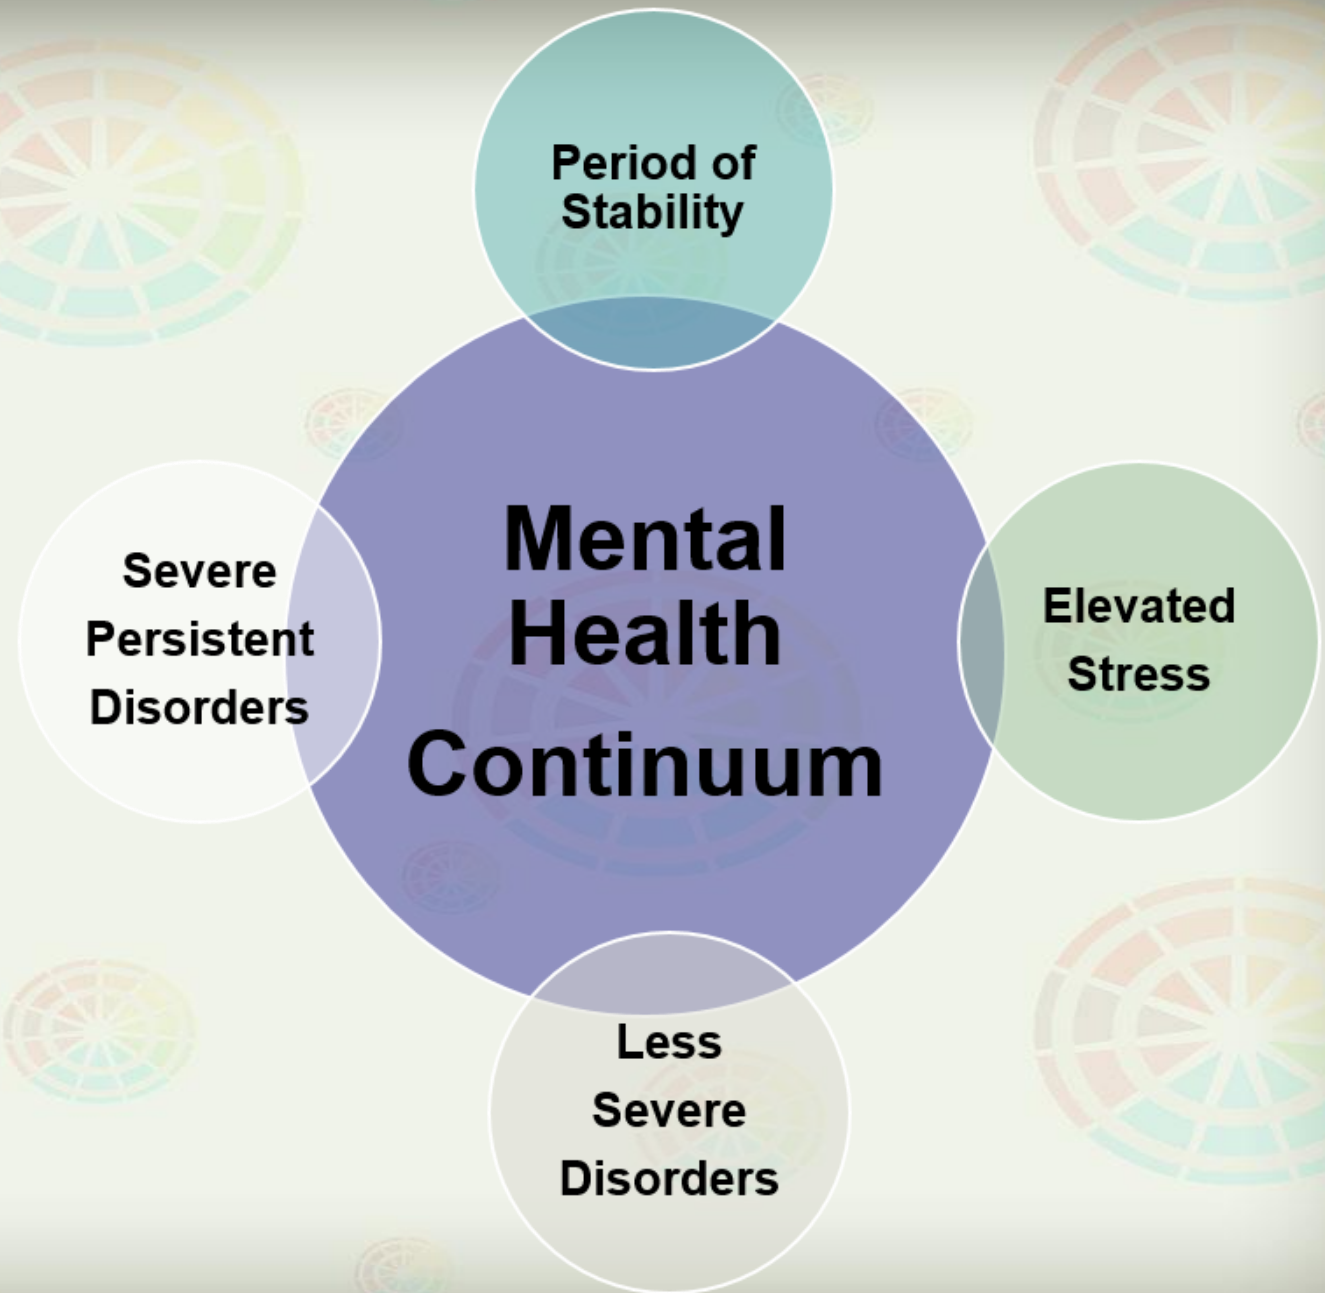 Period of
Stability
Mental
Health
Continuum
Severe
Persistent
Disorders
Elevated
Stress
Less
Severe
Disorders